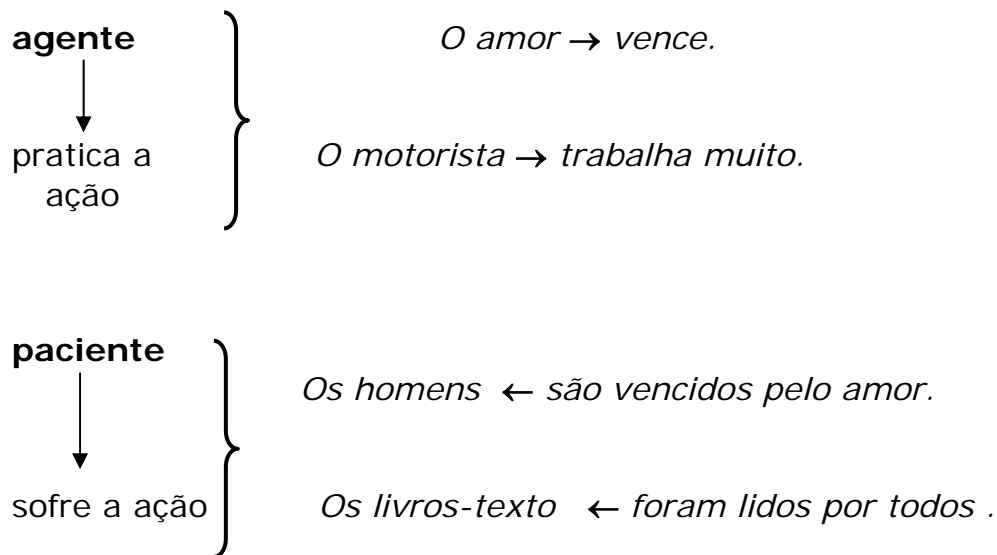 agente
O amor → vence.
pratica a
ação
O motorista → trabalha muito.
paciente
Os homens ← são vencidos pelo amor.
sofre a ação
Os livros-texto ← foram lidos por todos .